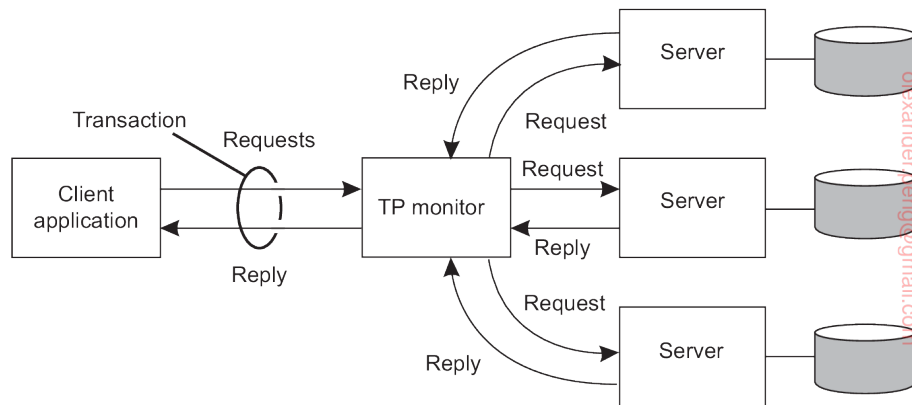 Server
Reply
Request
Transaction
Requests
Client
application
TP monitor
Request
Server
Reply
Reply
Request
Server
Reply